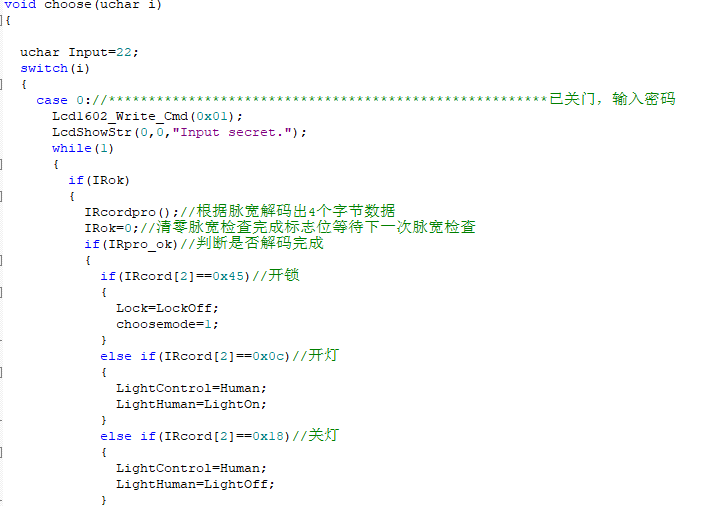 void choose(uchar i)
{
uchar Input=22;
switch(i)
{
case 0://*******************************************************已关门，输入密码
Lcd1602_Write_Cmd(0x01);
LcdShowStr(0,0,"Input secret.");
while(1)
{
if(IRok)
{
IRcordpro();//根据脉宽解码出4个字节数据
IRok=0;//清零脉宽检查完成标志位等待下一次脉宽检查
if(IRpro_ok)//判断是否解码完成
{
if(IRcord[2]==0x45)//开锁
{
Lock=LockOff;
choosemode=1;
}
else if(IRcord[2]==0x0c)//开灯
{
LightControl=Human;
LightHuman=LightOn;
}
else if(IRcord[2]==0x18)//关灯
{
LightControl=Human;
LightHuman=LightOff;
}